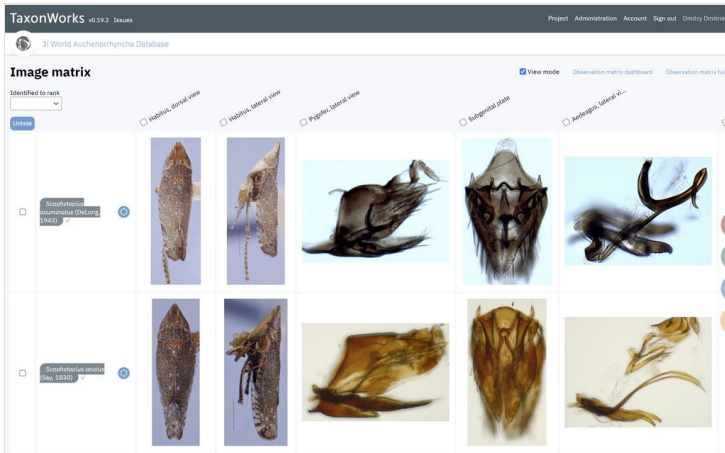 TaxonWorks v0.19.2 Issues
Project Administration Account Sign out Dmitry
3i World Auchenorrhyncha Database
Image matrix
View mode
Observation matrix dashboard
Observation matrix
Identified to rank
Unhide
Habitus, dorsal view
Habitus, lateral view
Pygofer, lateral view
Subgenital plate
Aedeagus, lateral vi...
Scaphytopius
acuminatus (DeLong,
1943)
Scaphytopius acutus
(Say, 1830)